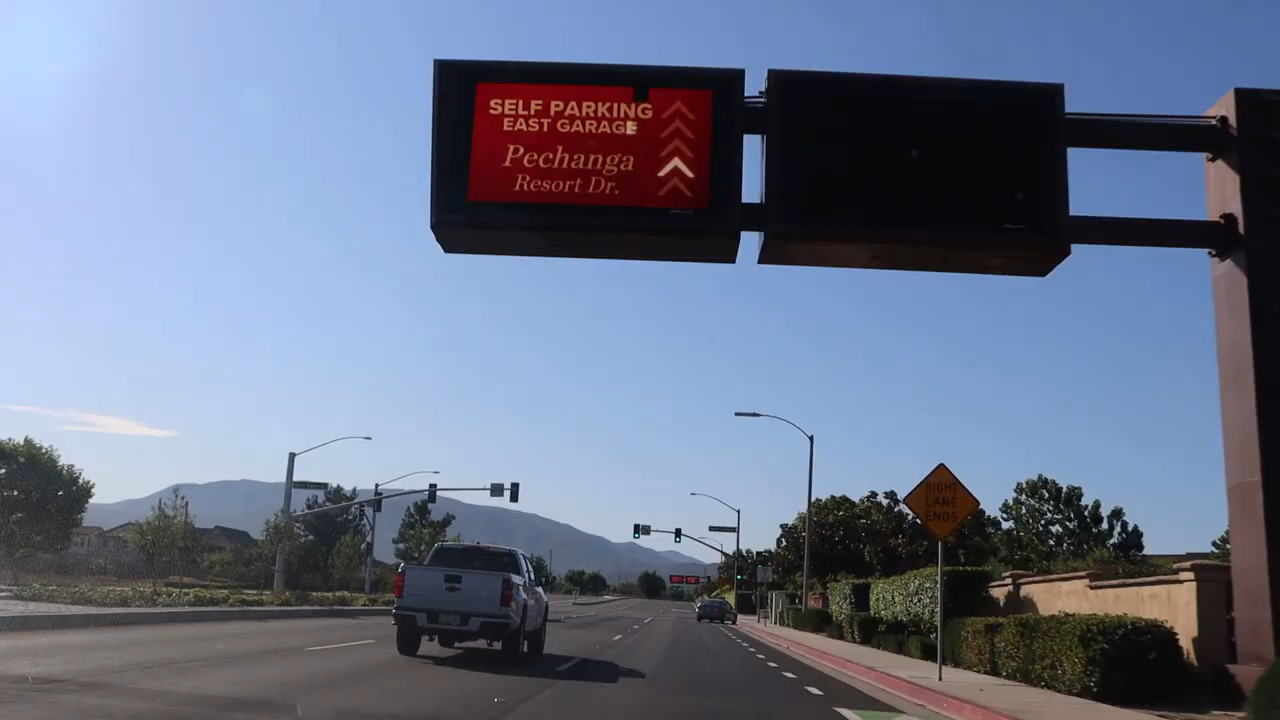 SELF PARKING
EAST GARAGE
Pechanga
Resort Dr.
RIGHT
LANE
ENDS